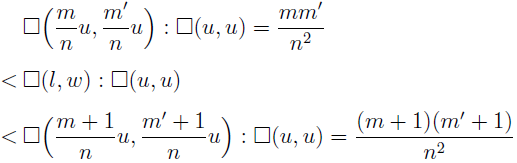 □(m/n u, m′/n u) : □(u, u) = mm′/n²
< □(l, w) : □(u, u)
< □(m + 1/n u, m′ + 1/n u) : □(u, u) = (m + 1)(m′ + 1)/n²